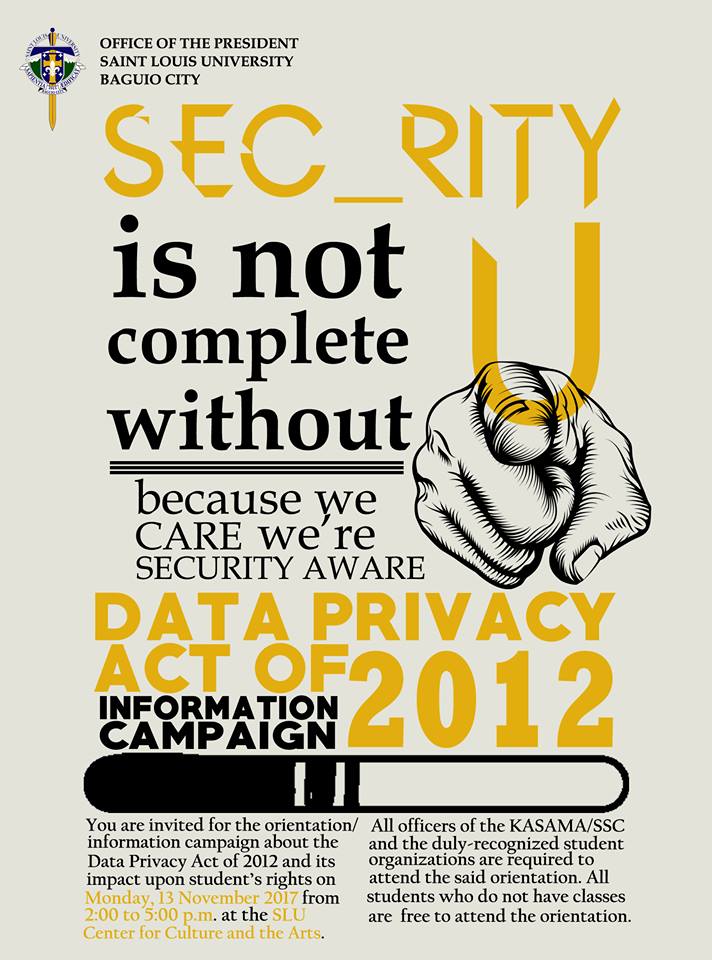 OFFICE OF THE PRESIDENT
SAINT LOUIS UNIVERSITY
BAGUIO CITY
SEC_RITY
is not
complete
without
U
because we
CARE we're
SECURITY AWARE
DATA PRIVACY
ACT OF 2012
INFORMATION
CAMPAIGN
You are invited for the orientation/
information campaign about the
Data Privacy Act of 2012 and its
impact upon student's rights on
Monday, 13 November 2017 from
2:00 to 5:00 p.m. at the SLU
Center for Culture and the Arts.
All officers of the KASAMA/SSC
and the duly-recognized student
organizations are required to
attend the said orientation. All
students who do not have classes
are free to attend the orientation.